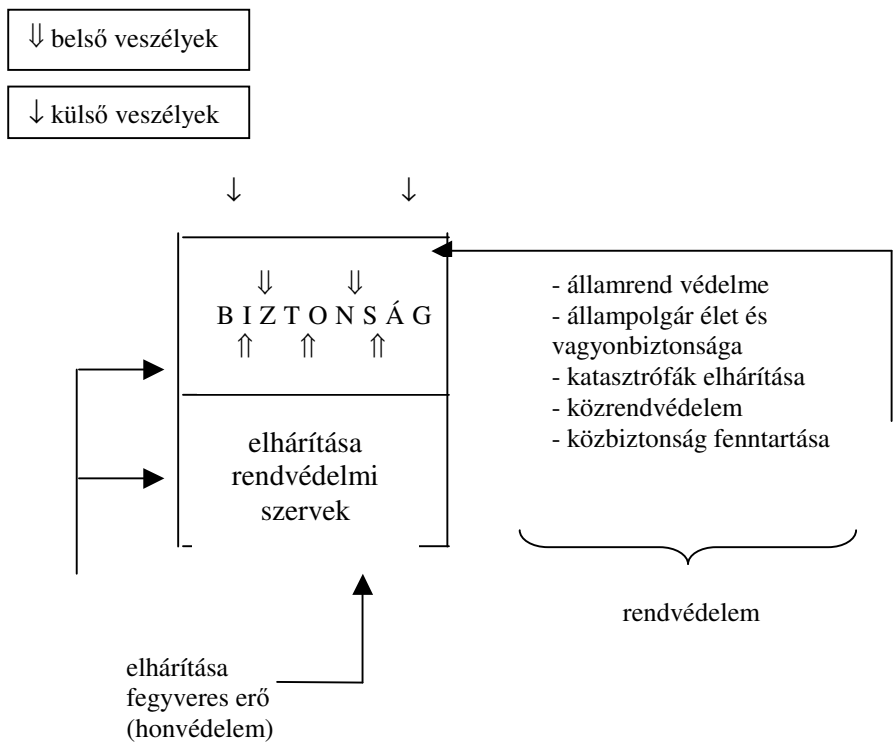 ⇓ belső veszélyek
↓ külső veszélyek
↓ ↓
⇓ ⇓
B I Z T O N S Á G
⇑ ⇑ ⇑
elhárítása
rendvédelmi
szervek
- államrend védelme
- állampolgár élet és
vagyonbiztonsága
- katasztrófák elhárítása
- közrendvédelem
- közbiztonság fenntartása
rendvédelem
elhárítása
fegyveres erő
(honvédelem)